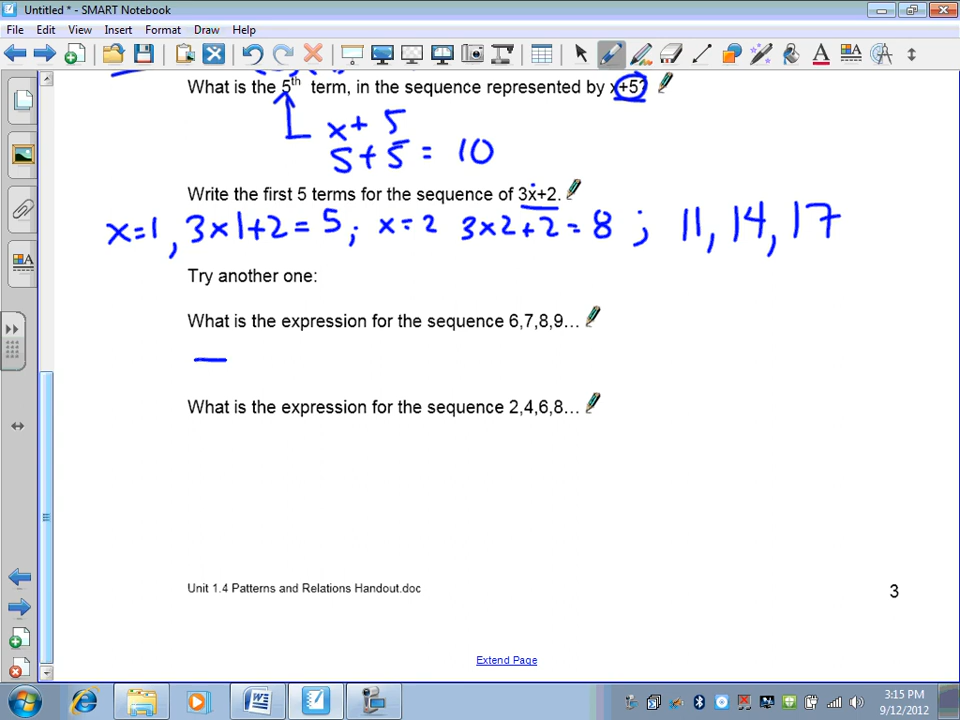 Untitled * - SMART Notebook
File Edit View Insert Format Draw Help
What is the 5th term, in the sequence represented by x+5?
x + 5
5 + 5 = 10
Write the first 5 terms for the sequence of 3x+2.
x=1, 3x1+2 = 5; x=2 3x2+2 = 8 ; 11, 14, 17
Try another one:
What is the expression for the sequence 6,7,8,9…
What is the expression for the sequence 2,4,6,8…
Unit 1.4 Patterns and Relations Handout.doc
3
Extend Page
3:15 PM
9/12/2012